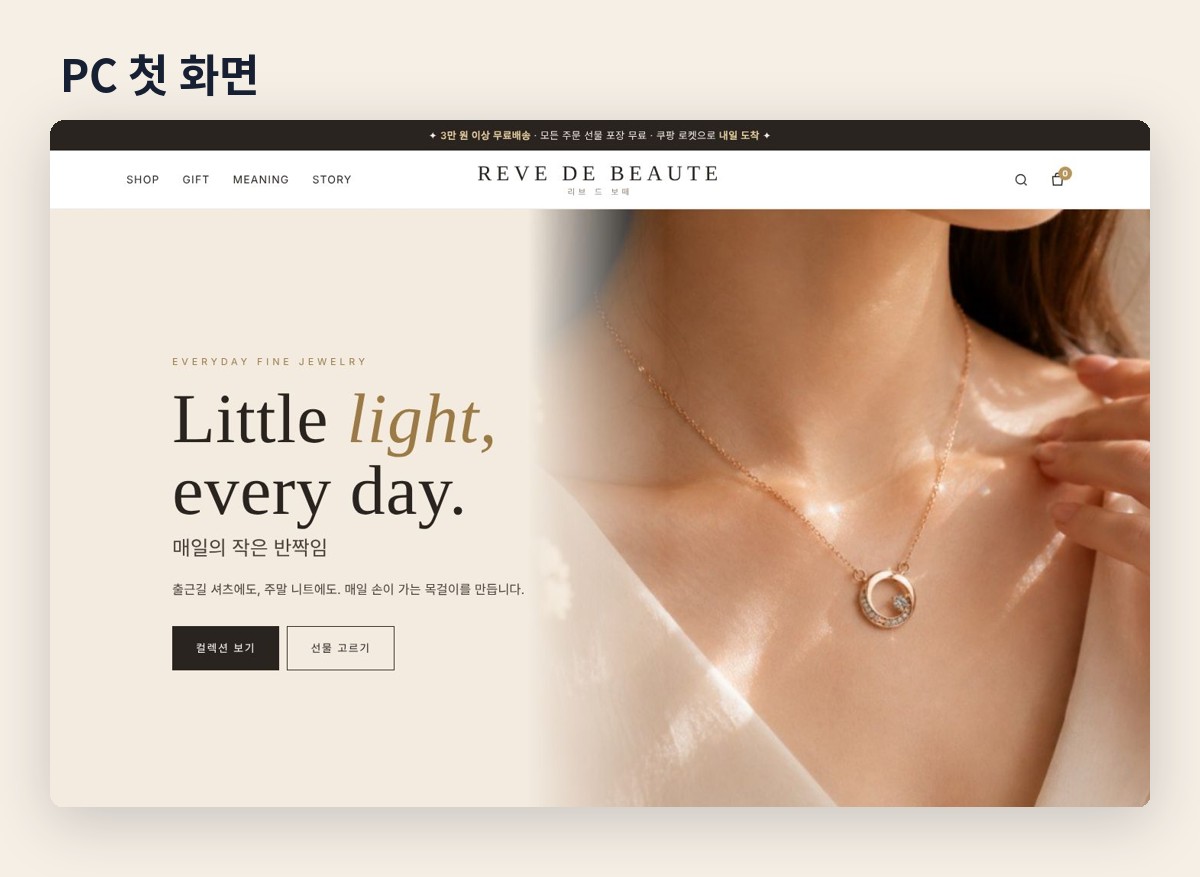 PC 첫 화면
✦ 3만 원 이상 무료배송 · 모든 주문 선물 포장 무료 · 쿠팡 로켓으로 내일 도착 ✦
SHOP GIFT MEANING STORY
REVE DE BEAUTE
리브 드 보떼
0
EVERYDAY FINE JEWELRY
Little light,
every day.
매일의 작은 반짝임
출근길 셔츠에도, 주말 니트에도. 매일 손이 가는 목걸이를 만듭니다.
컬렉션 보기
선물 고르기